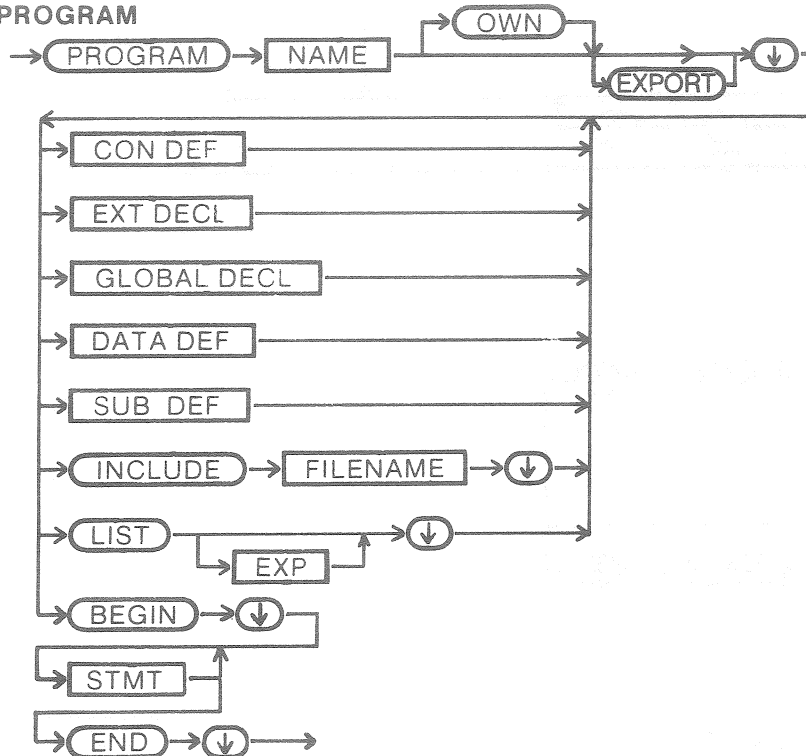 PROGRAM
OWN
PROGRAM NAME
EXPORT
CON DEF
EXT DECL
GLOBAL DECL
DATA DEF
SUB DEF
INCLUDE FILENAME
LIST
EXP
BEGIN
STMT
END